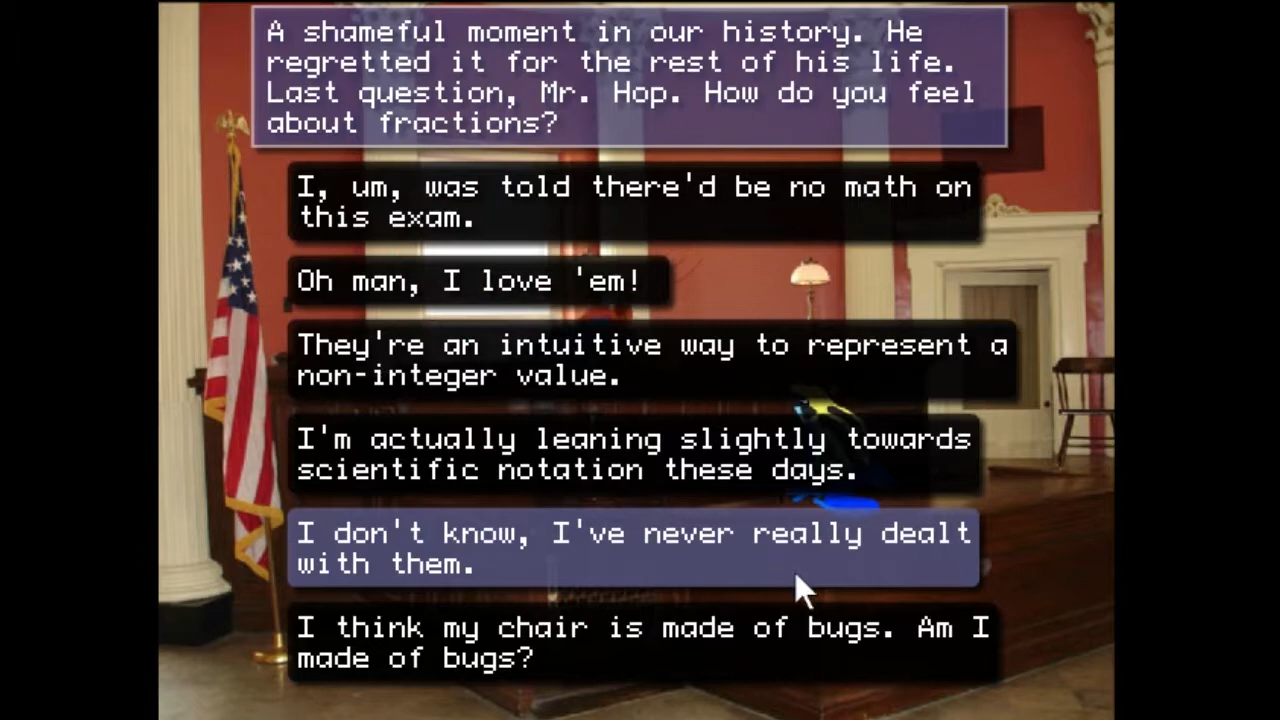 A shameful moment in our history. He
regretted it for the rest of his life.
Last question, Mr. Hop. How do you feel
about fractions?
I, um, was told there'd be no math on
this exam.
Oh man, I love 'em!
They're an intuitive way to represent a
non-integer value.
I'm actually leaning slightly towards
scientific notation these days.
I don't know, I've never really dealt
with them.
I think my chair is made of bugs. Am I
made of bugs?